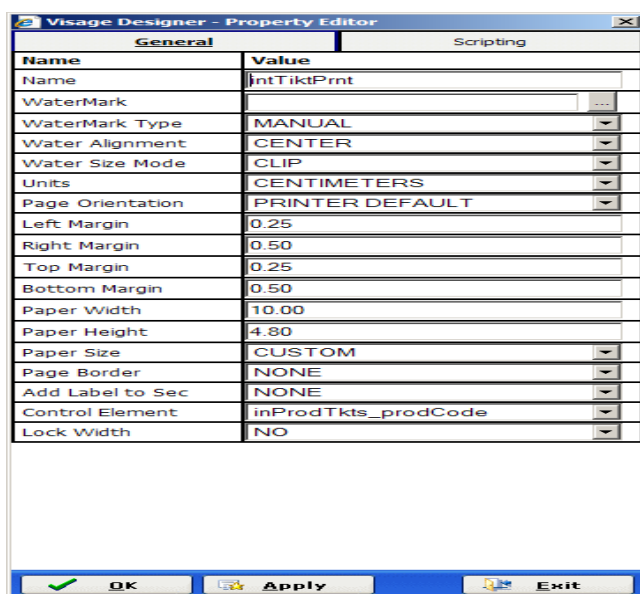 Visage Designer - Property Editor
General Scripting
Name Value
Name intTiktPrnt
WaterMark ...
WaterMark Type MANUAL
Water Alignment CENTER
Water Size Mode CLIP
Units CENTIMETERS
Page Orientation PRINTER DEFAULT
Left Margin 0.25
Right Margin 0.50
Top Margin 0.25
Bottom Margin 0.50
Paper Width 10.00
Paper Height 4.80
Paper Size CUSTOM
Page Border NONE
Add Label to Sec NONE
Control Element inProdTkts_prodCode
Lock Width NO
OK Apply Exit